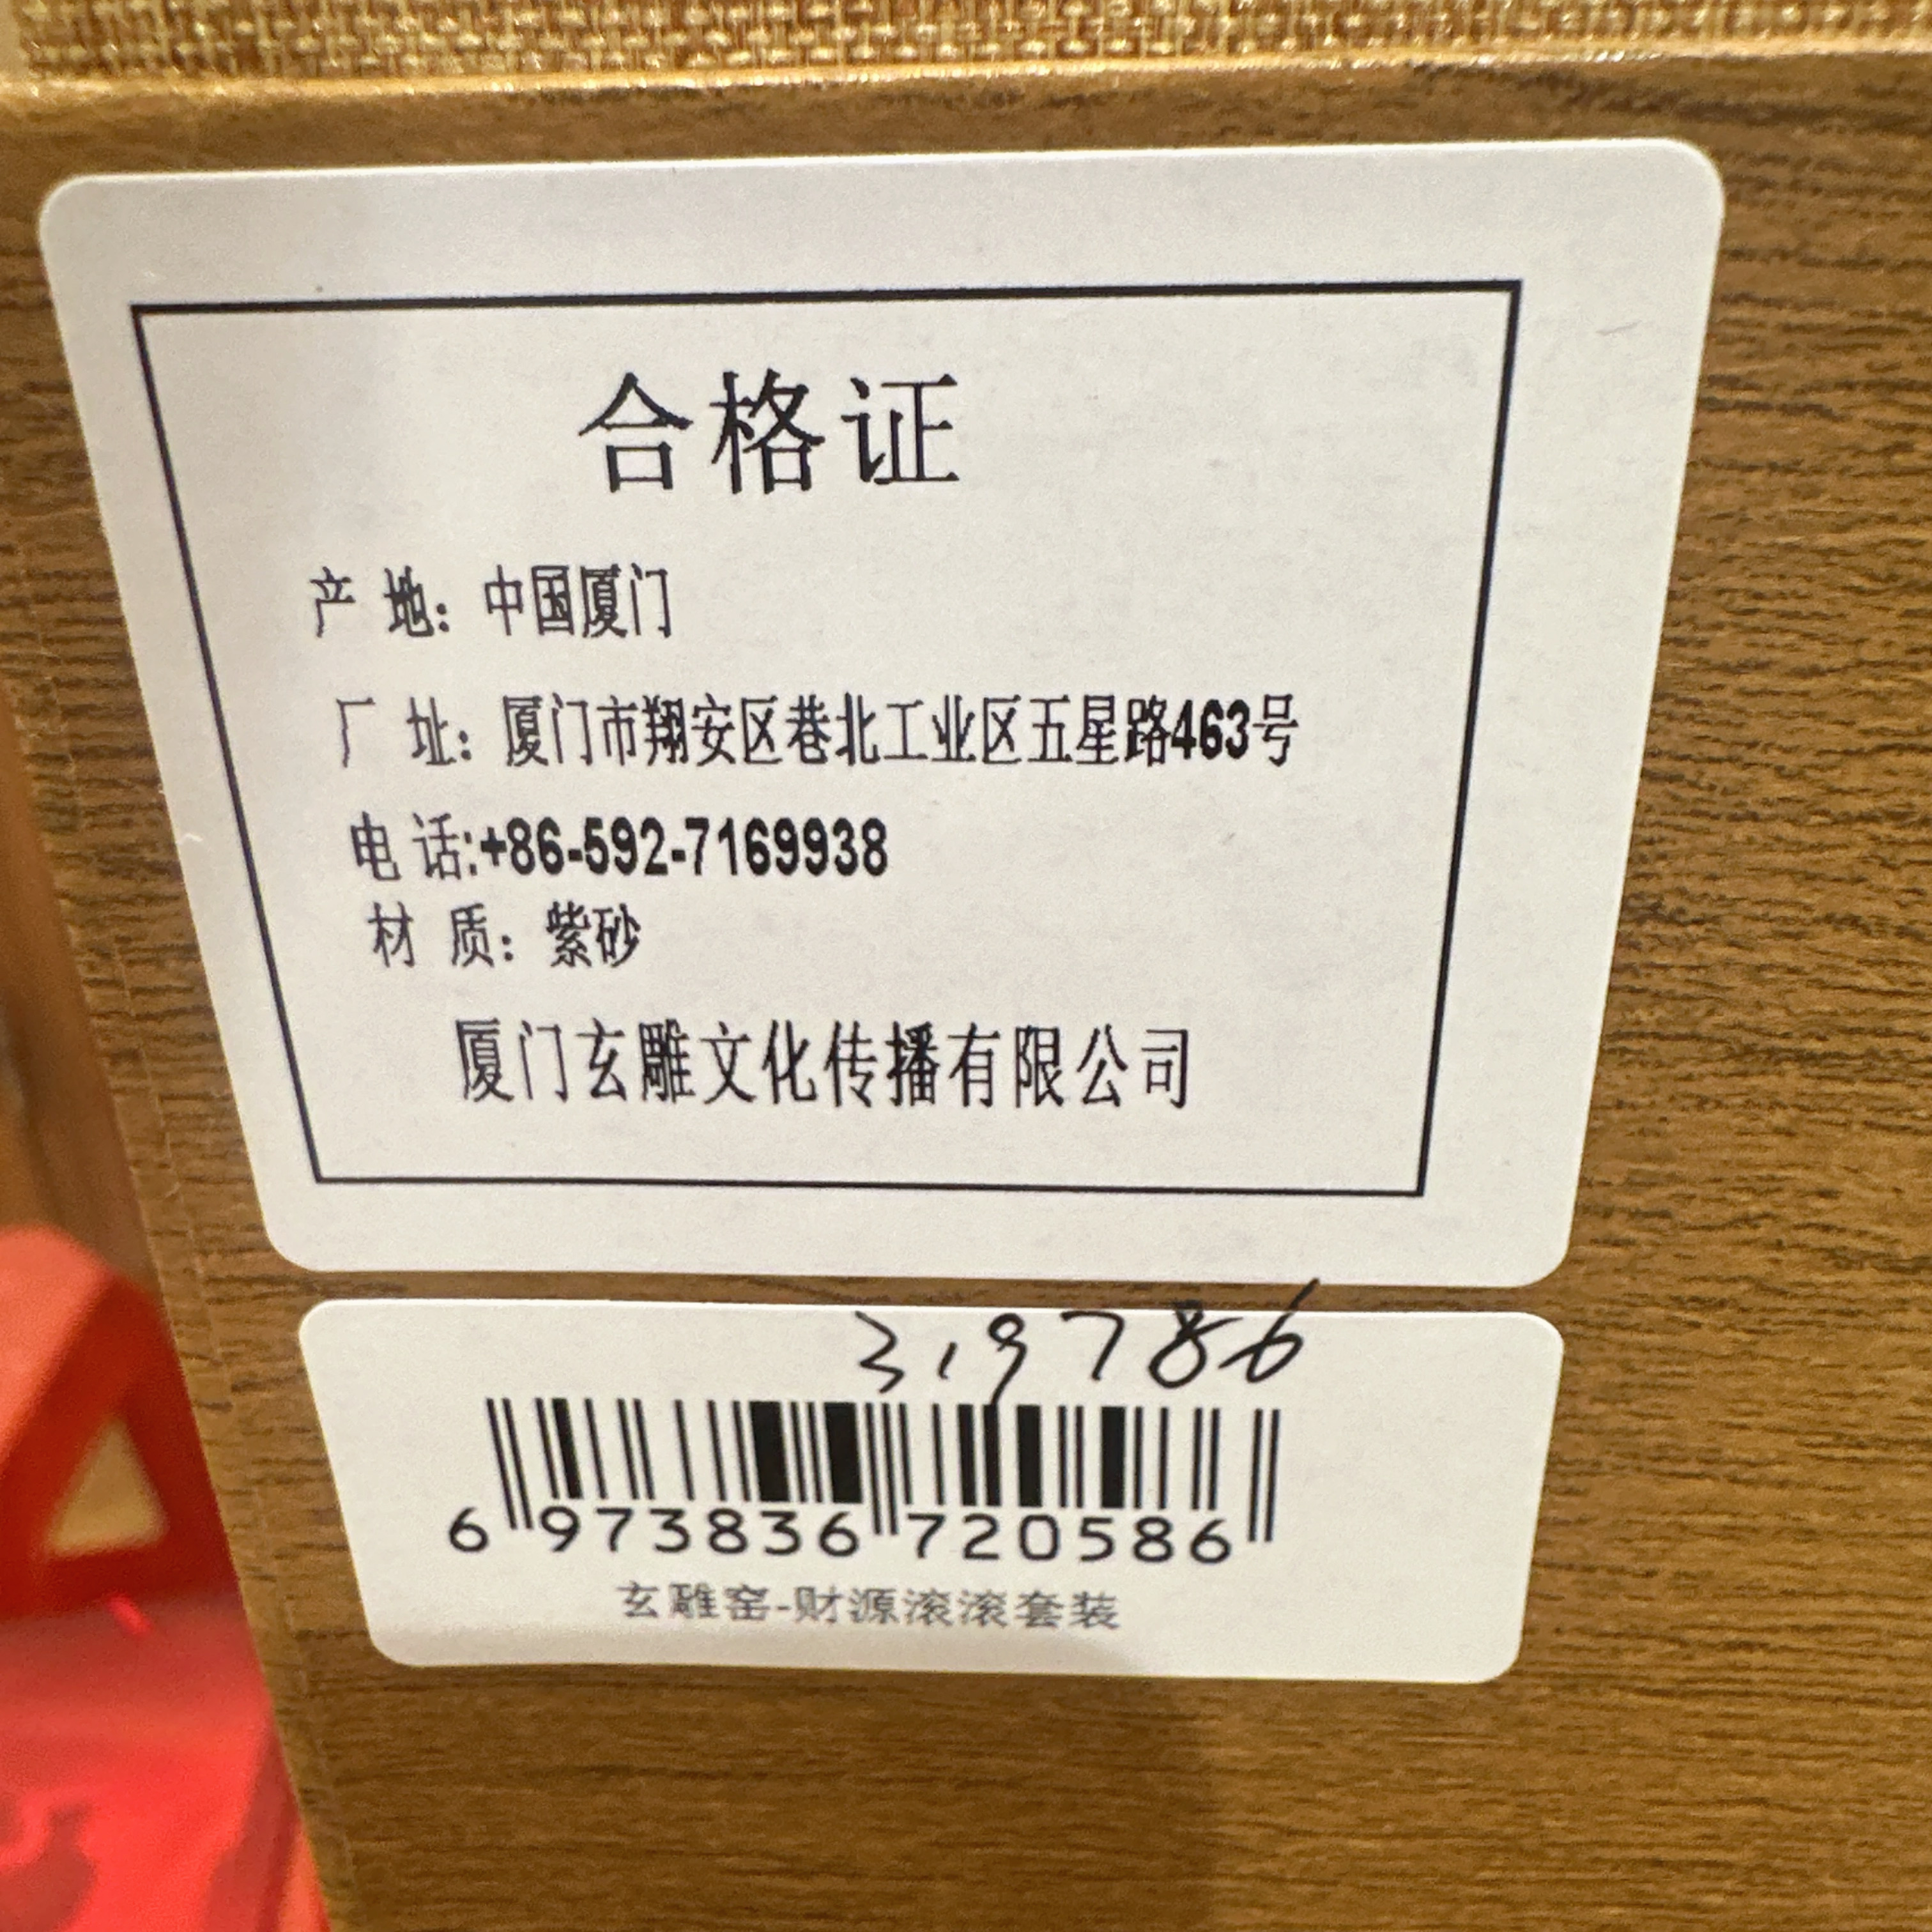 合格证
产 地：中国厦门
厂 址：厦门市翔安区巷北工业区五星路463号
电 话:+86-592-7169938
材 质：紫砂
厦门玄雕文化传播有限公司
319786
6 973836 720586
玄雕窑-财源滚滚套装